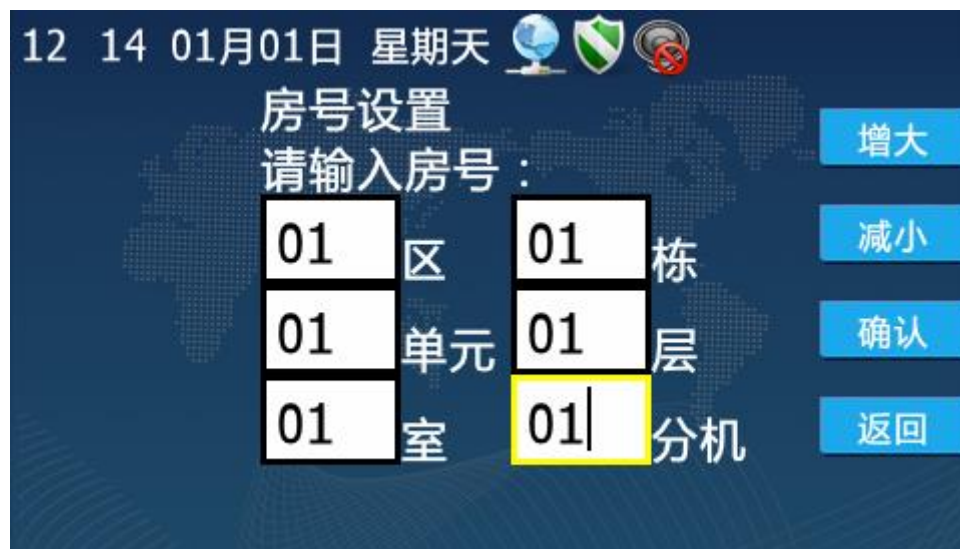 12 14 01月01日 星期天
房号设置
请输入房号：
01 区 01 栋
01 单元 01 层
01 室 01 分机
增大
减小
确认
返回